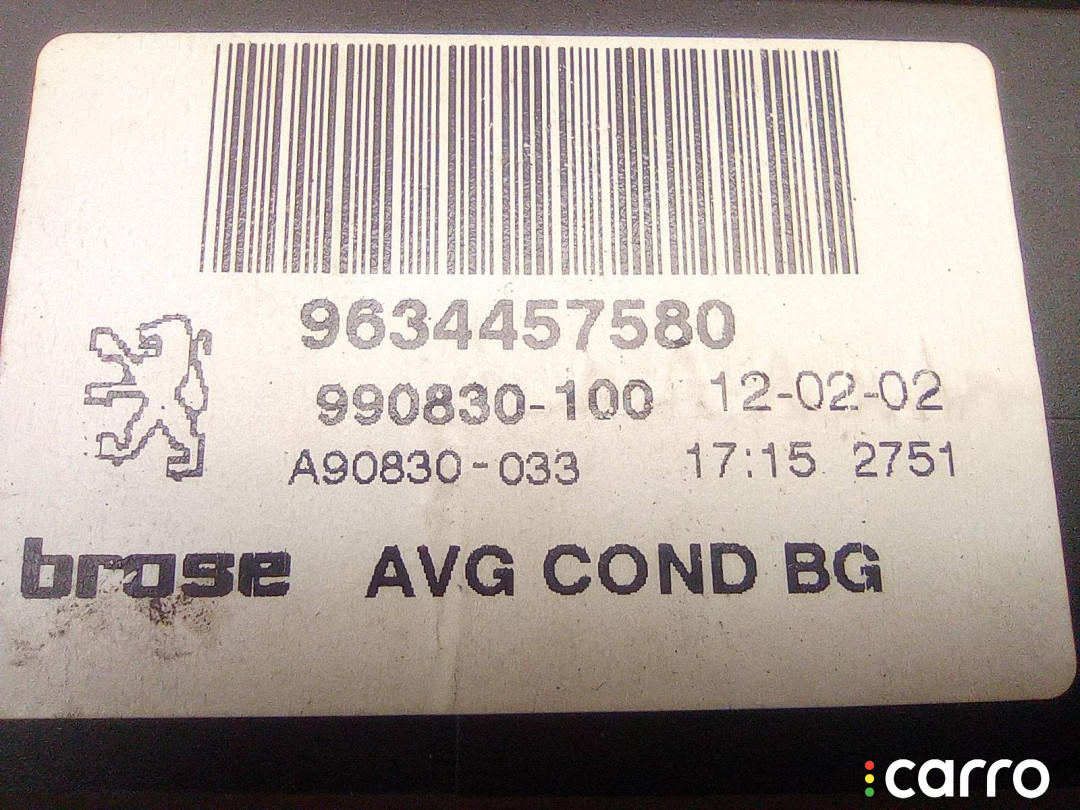 9634457580
990830-100 12-02-02
A90830-033 17:15 2751
brose AVG COND BG
carro